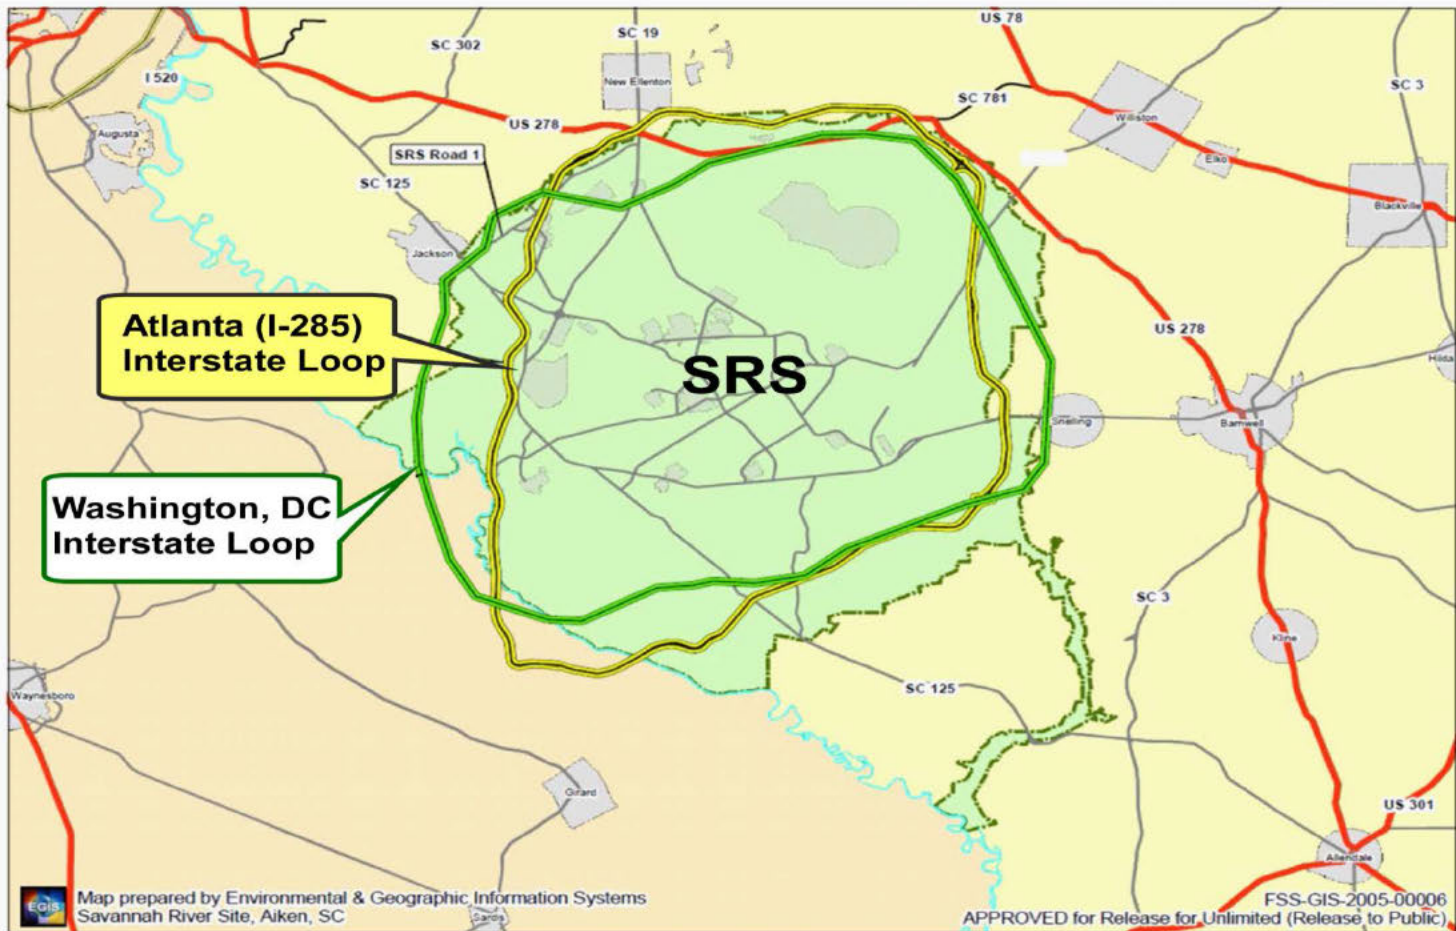 US 78
SC 19
SC 302
I 520
New Ellenton
SC 3
SC 781
Williston
US 278
Augusta
SRS Road 1
Elko
SC 125
Blackville
Jackson
Atlanta (I-285)
Interstate Loop
US 278
SRS
Snelling
Barnwell
Washington, DC
Interstate Loop
SC 3
Kline
SC 125
Waynesboro
Girard
US 301
Allendale
EGIS
Map prepared by Environmental & Geographic Information Systems
Savannah River Site, Aiken, SC
Sardis
FSS-GIS-2005-00006
APPROVED for Release for Unlimited (Release to Public)